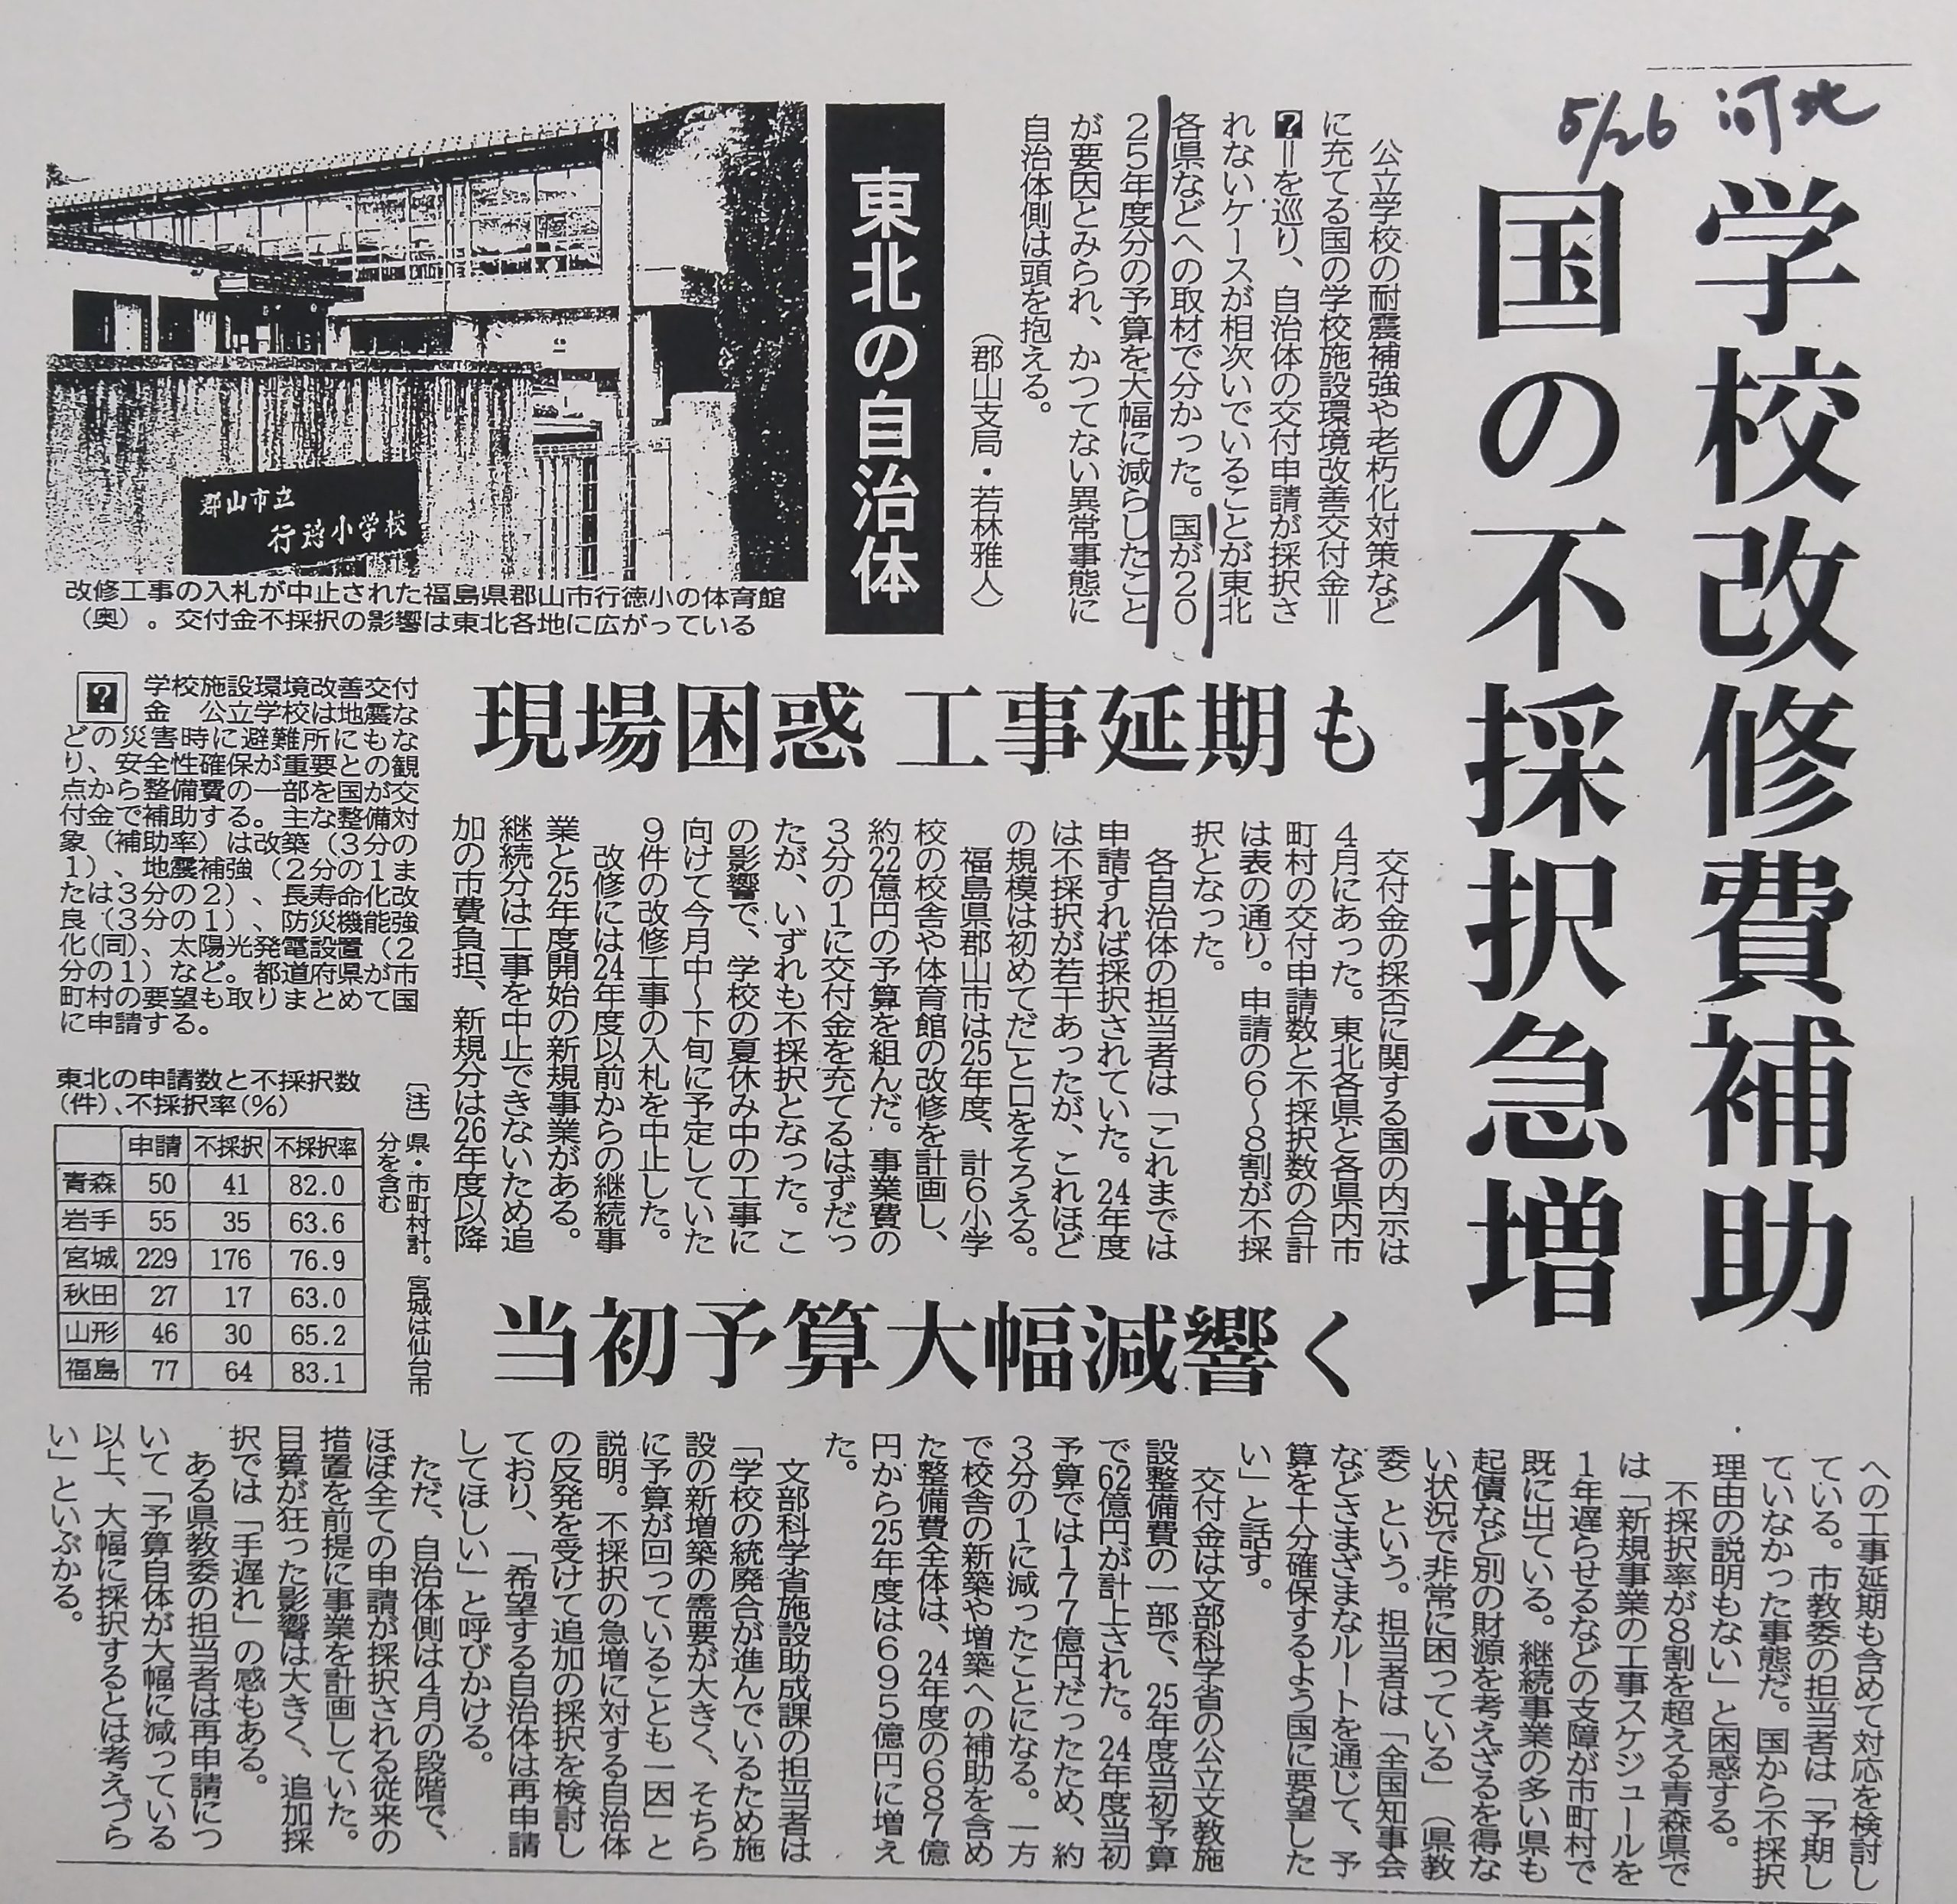 5/26 河北
学校改修費補助
国の不採択急増
東北の自治体
公立学校の耐震補強や老朽化対策など
に充てる国の学校施設環境改善交付金=
?=を巡り、自治体の交付申請が採択さ
れないケースが相次いでいることが東北
各県などへの取材で分かった。国が20
25年度分の予算を大幅に減らしたこと
が要因とみられ、かつてない異常事態に
自治体側は頭を抱える。
(郡山支局・若林雅人)
郡山市立
行徳小学校
改修工事の入札が中止された福島県郡山市行徳小の体育館
(奥)。交付金不採択の影響は東北各地に広がっている
現場困惑 工事延期も
交付金の採否に関する国の内示は
4月にあった。東北各県と各県内市
町村の交付申請数と不採択数の合計
は表の通り。申請の6~8割が不採
択となった。
各自治体の担当者は「これまでは
申請すれば採択されていた。24年度
は不採択が若干あったが、これほど
の規模は初めてだ」と口をそろえる。
福島県郡山市は25年度、計6小学
校の校舎や体育館の改修を計画し、
約22億円の予算を組んだ。事業費の
3分の1に交付金を充てるはずだっ
たが、いずれも不採択となった。こ
の影響で、学校の夏休み中の工事に
向けて今月中~下旬に予定していた
9件の改修工事の入札を中止した。
改修には24年度以前からの継続事
業と25年度開始の新規事業がある。
継続分は工事を中止できないため追
加の市費負担、新規分は26年度以降
?
学校施設環境改善交付
金 公立学校は地震な
どの災害時に避難所にもな
り、安全性確保が重要との観
点から整備費の一部を国が交
付金で補助する。主な整備対
象(補助率)は改築(3分の
1)、地震補強(2分の1ま
たは3分の2)、長寿命化改
良(3分の1)、防災機能強
化(同)、太陽光発電設置(2
分の1)など。都道府県が市
町村の要望も取りまとめて国
に申請する。
東北の申請数と不採択数
(件)、不採択率(%)
申請 不採択 不採択率
青森 50 41 82.0
岩手 55 35 63.6
宮城 229 176 76.9
秋田 27 17 63.0
山形 46 30 65.2
福島 77 64 83.1
〔注〕県・市町村計。宮城は仙台市
分を含む
当初予算大幅減響く
への工事延期も含めて対応を検討し
ている。市教委の担当者は「予期し
ていなかった事態だ。国から不採択
理由の説明もない」と困惑する。
不採択率が8割を超える青森県で
は「新規事業の工事スケジュールを
1年遅らせるなどの支障が市町村で
既に出ている。継続事業の多い県も
起債など別の財源を考えざるを得な
い状況で非常に困っている」(県教
委)という。担当者は「全国知事会
などさまざまなルートを通じて、予
算を十分確保するよう国に要望した
い」と話す。
交付金は文部科学省の公立文教施
設整備費の一部で、25年度当初予算
で62億円が計上された。24年度当初
予算では177億円だったため、約
3分の1に減ったことになる。一方
で校舎の新築や増築への補助を含め
た整備費全体は、24年度の687億
円から25年度は695億円に増え
た。
文部科学省施設助成課の担当者は
「学校の統廃合が進んでいるため施
設の新増築の需要が大きく、そちら
に予算が回っていることも一因」と
説明。不採択の急増に対する自治体
の反発を受けて追加の採択を検討し
ており、「希望する自治体は再申請
してほしい」と呼びかける。
ただ、自治体側は4月の段階で、
ほぼ全ての申請が採択される従来の
措置を前提に事業を計画していた。
目算が狂った影響は大きく、追加採
択では「手遅れ」の感もある。
ある県教委の担当者は再申請につ
いて「予算自体が大幅に減っている
以上、大幅に採択するとは考えづら
い」といぶかる。